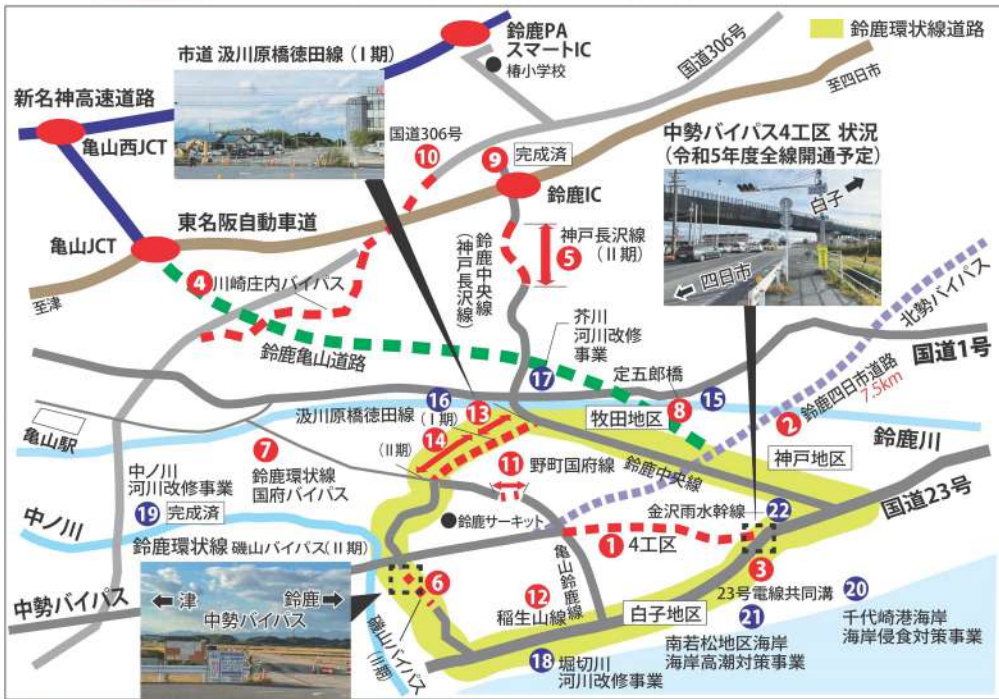 鈴鹿PA
スマートIC
椿小学校
国道306号
鈴鹿環状線道路
至四日市
市道 汲川原橋徳田線(Ⅰ期)
新名神高速道路
亀山西JCT
国道306号
10
9
完成済
鈴鹿IC
中勢バイパス4工区 状況
(令和5年度全線開通予定)
白子
四日市
東名阪自動車道
亀山JCT
至津
4
川崎庄内バイパス
鈴鹿中央線
(神戸長沢線)
神戸長沢線
5
(Ⅱ期)
北勢バイパス
国道1号
鈴鹿亀山道路
芥川
河川改修
事業
17
定五郎橋
8
15
2
鈴鹿四日市道路
7.5km
鈴鹿川
亀山駅
16
13
汲川原橋徳田線
(Ⅰ期)
14
(Ⅱ期)
牧田地区
鈴鹿中央線
神戸地区
国道23号
7
鈴鹿環状線
国府バイパス
11
野町国府線
中ノ川
河川改修事業
19
完成済
中ノ川
鈴鹿サーキット
金沢雨水幹線
22
1
4工区
3
23号電線共同溝
鈴鹿環状線 磯山バイパス(Ⅱ期)
6
中勢バイパス
津
鈴鹿
中勢バイパス
磯山バイパス
(Ⅱ期)
亀山鈴鹿線
12
稲生山線
白子地区
18
堀切川
河川改修事業
21
南若松地区海岸
海岸高潮対策事業
20
千代崎港海岸
海岸侵食対策事業